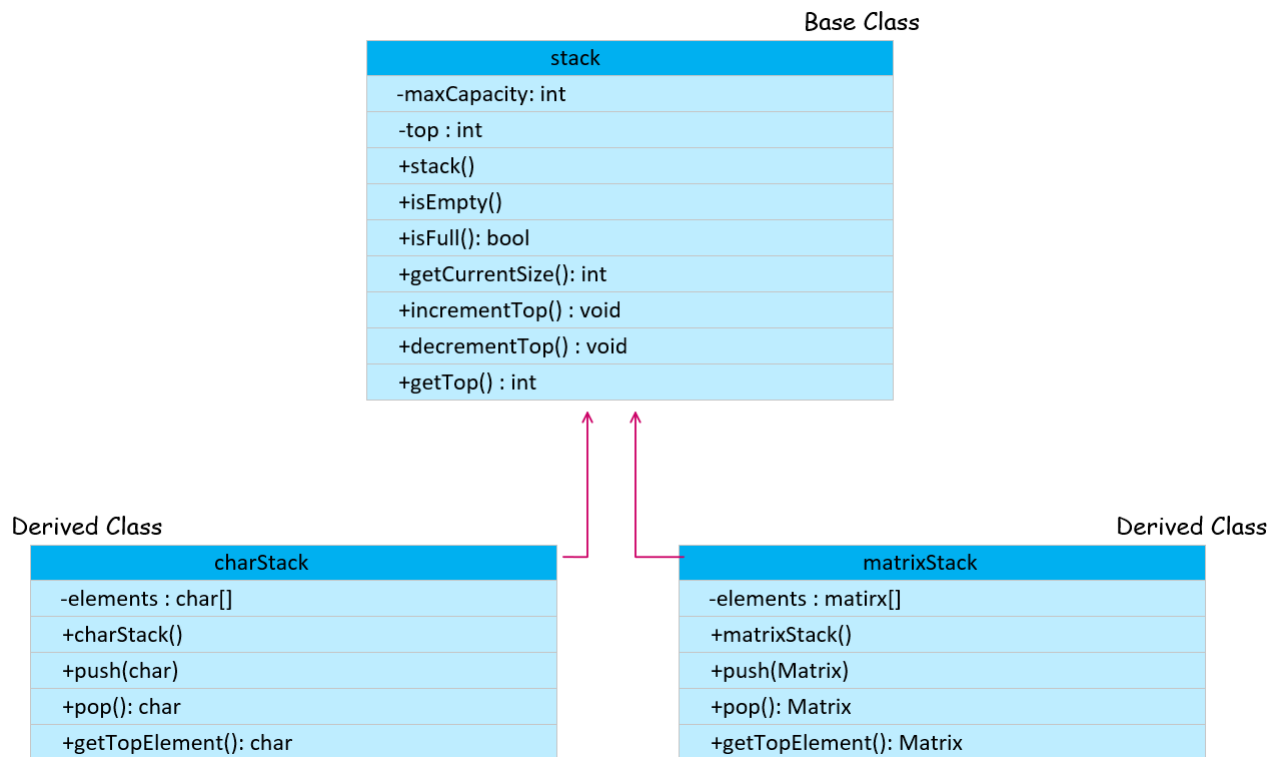 Base Class
stack
-maxCapacity: int
-top : int
+stack()
+isEmpty()
+isFull(): bool
+getCurrentSize(): int
+incrementTop() : void
+decrementTop() : void
+getTop() : int
Derived Class
charStack
-elements : char[]
+charStack()
+push(char)
+pop(): char
+getTopElement(): char
Derived Class
matrixStack
-elements : matirx[]
+matrixStack()
+push(Matrix)
+pop(): Matrix
+getTopElement(): Matrix